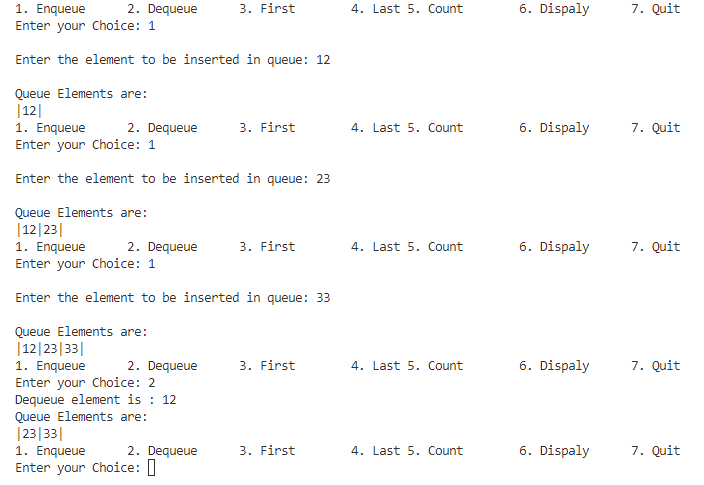 1. Enqueue 2. Dequeue 3. First 4. Last 5. Count 6. Dispaly 7. Quit
Enter your Choice: 1
Enter the element to be inserted in queue: 12
Queue Elements are:
|12|
1. Enqueue 2. Dequeue 3. First 4. Last 5. Count 6. Dispaly 7. Quit
Enter your Choice: 1
Enter the element to be inserted in queue: 23
Queue Elements are:
|12|23|
1. Enqueue 2. Dequeue 3. First 4. Last 5. Count 6. Dispaly 7. Quit
Enter your Choice: 1
Enter the element to be inserted in queue: 33
Queue Elements are:
|12|23|33|
1. Enqueue 2. Dequeue 3. First 4. Last 5. Count 6. Dispaly 7. Quit
Enter your Choice: 2
Dequeue element is : 12
Queue Elements are:
|23|33|
1. Enqueue 2. Dequeue 3. First 4. Last 5. Count 6. Dispaly 7. Quit
Enter your Choice: